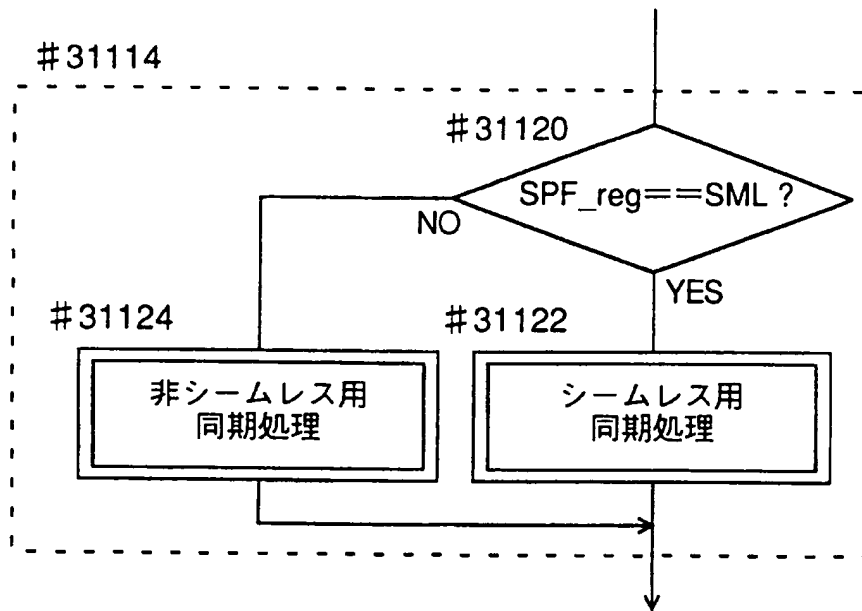 #31114
#31120
SPF_reg==SML ?
NO
YES
#31124
#31122
非シームレス用
同期処理
シームレス用
同期処理